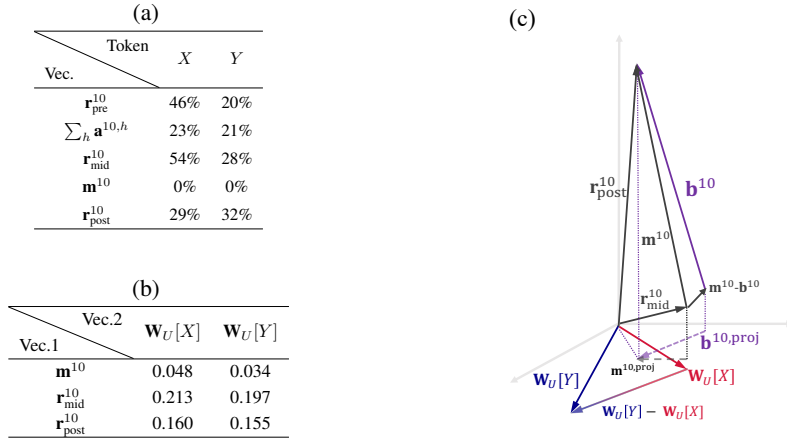 (a)
Token
Vec.
X Y
r^10_pre 46% 20%
∑_h a^10,h 23% 21%
r^10_mid 54% 28%
m^10 0% 0%
r^10_post 29% 32%
(b)
Vec.2
Vec.1
W_U[X] W_U[Y]
m^10 0.048 0.034
r^10_mid 0.213 0.197
r^10_post 0.160 0.155
(c)
r^10_post
b^10
m^10
r^10_mid
m^10-b^10
b^10,proj
m^10,proj
W_U[Y]
W_U[X]
W_U[Y] − W_U[X]